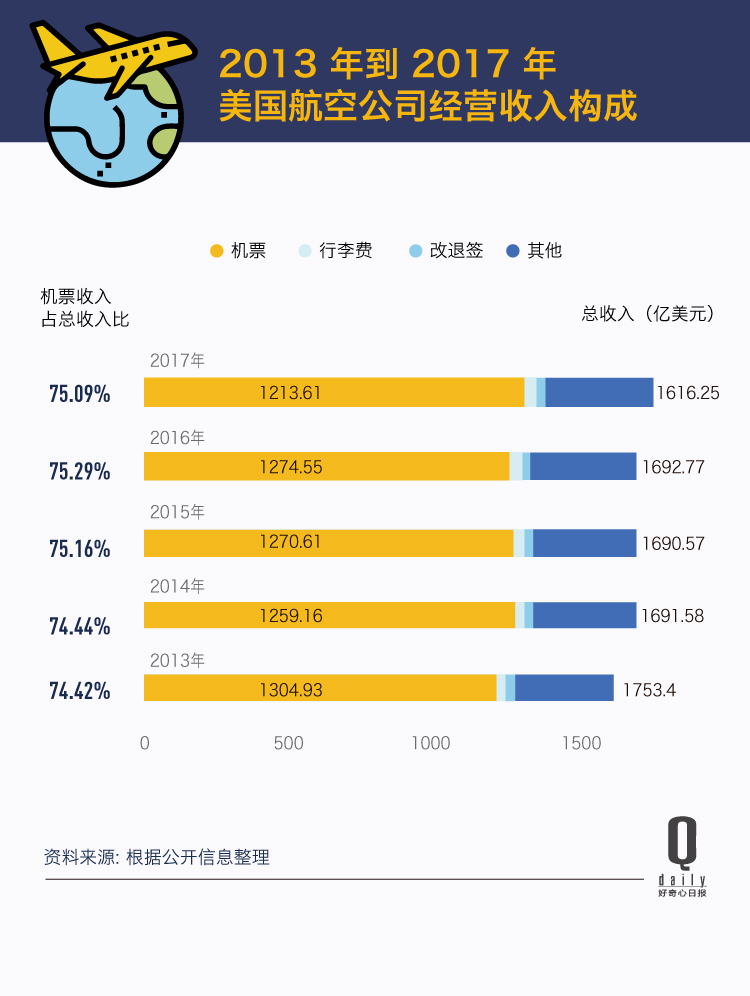 2013 年到 2017 年
美国航空公司经营收入构成
机票 行李费 改退签 其他
机票收入
占总收入比
总收入（亿美元）
2017年
75.09% 1213.61 1616.25
2016年
75.29% 1274.55 1692.77
2015年
75.16% 1270.61 1690.57
2014年
74.44% 1259.16 1691.58
2013年
74.42% 1304.93 1753.4
0 500 1000 1500
资料来源: 根据公开信息整理
Q
daily
好奇心日报